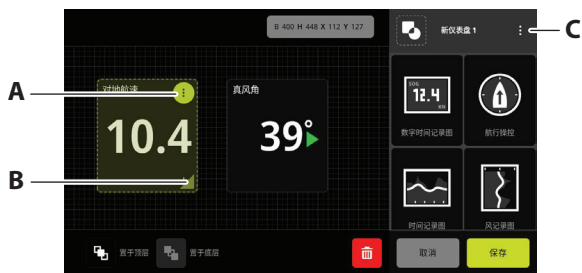 B 400 H 448 X 112 Y 127
新仪表盘 1
C
A
对地航速
10.4
真风角
39°
SOG
12.4
KN
数字时间记录图
航行操控
B
时间记录图
风记录图
置于顶层
置于底层
取消
保存